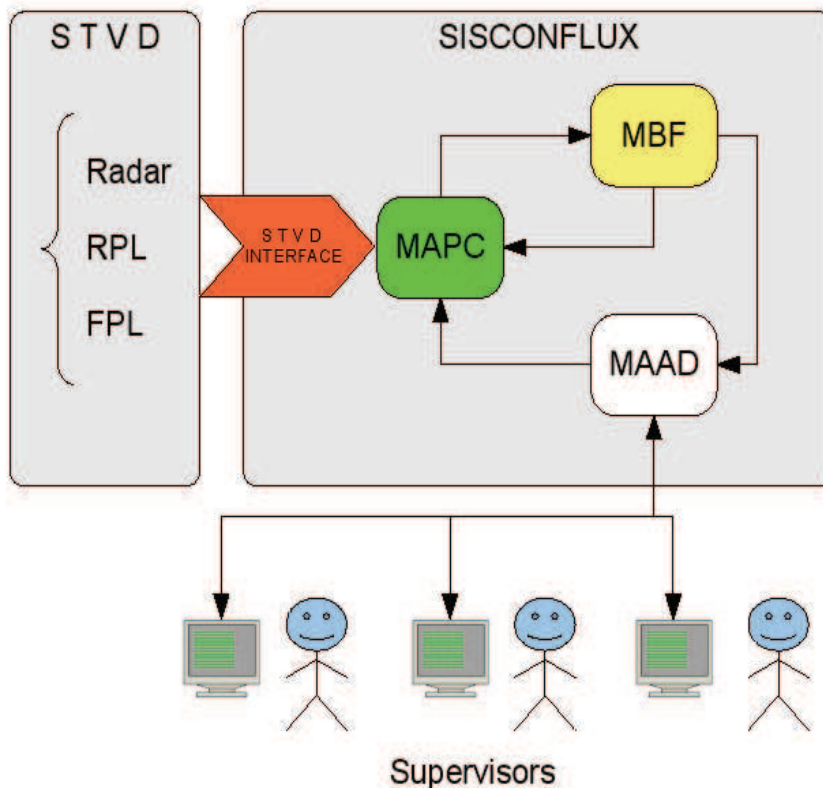 S T V D
Radar
RPL
FPL
S T V D
INTERFACE
SISCONFLUX
MBF
MAPC
MAAD
Supervisors